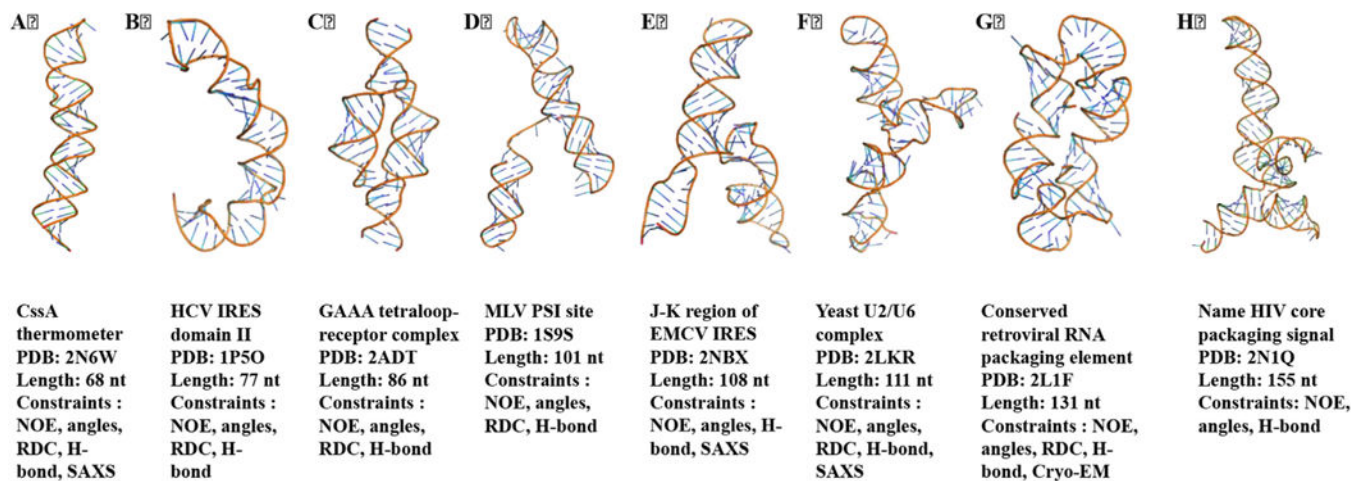 A
B
C
D
E
F
G
H
CssA
thermometer
PDB: 2N6W
Length: 68 nt
Constraints :
NOE, angles,
RDC, H-
bond, SAXS
HCV IRES
domain II
PDB: 1P5O
Length: 77 nt
Constraints :
NOE, angles,
RDC, H-
bond
GAAA tetraloop-
receptor complex
PDB: 2ADT
Length: 86 nt
Constraints :
NOE, angles,
RDC, H-bond
MLV PSI site
PDB: 1S9S
Length: 101 nt
Constraints :
NOE, angles,
RDC, H-bond
J-K region of
EMCV IRES
PDB: 2NBX
Length: 108 nt
Constraints :
NOE, angles, H-
bond, SAXS
Yeast U2/U6
complex
PDB: 2LKR
Length: 111 nt
Constraints :
NOE, angles,
RDC, H-bond,
SAXS
Conserved
retroviral RNA
packaging element
PDB: 2L1F
Length: 131 nt
Constraints : NOE,
angles, RDC, H-
bond, Cryo-EM
Name HIV core
packaging signal
PDB: 2N1Q
Length: 155 nt
Constraints: NOE,
angles, H-bond